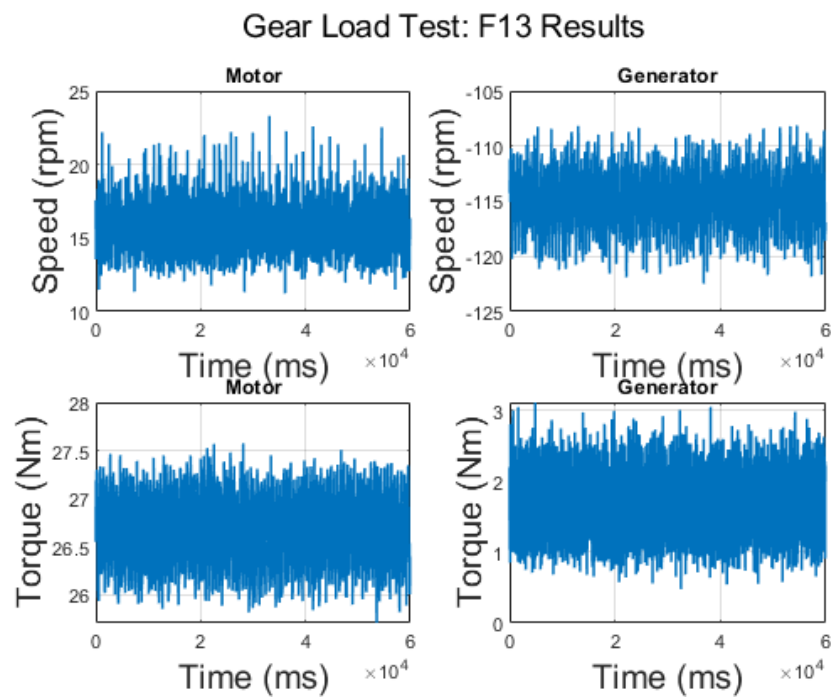 Gear Load Test: F13 Results
Motor
Speed (rpm)
25
20
15
10
0 2 4 6
×10^4
Time (ms)
Generator
Speed (rpm)
-105
-110
-115
-120
-125
0 2 4 6
×10^4
Time (ms)
Motor
Torque (Nm)
28
27.5
27
26.5
26
0 2 4 6
×10^4
Time (ms)
Generator
Torque (Nm)
3
2
1
0
0 2 4 6
×10^4
Time (ms)